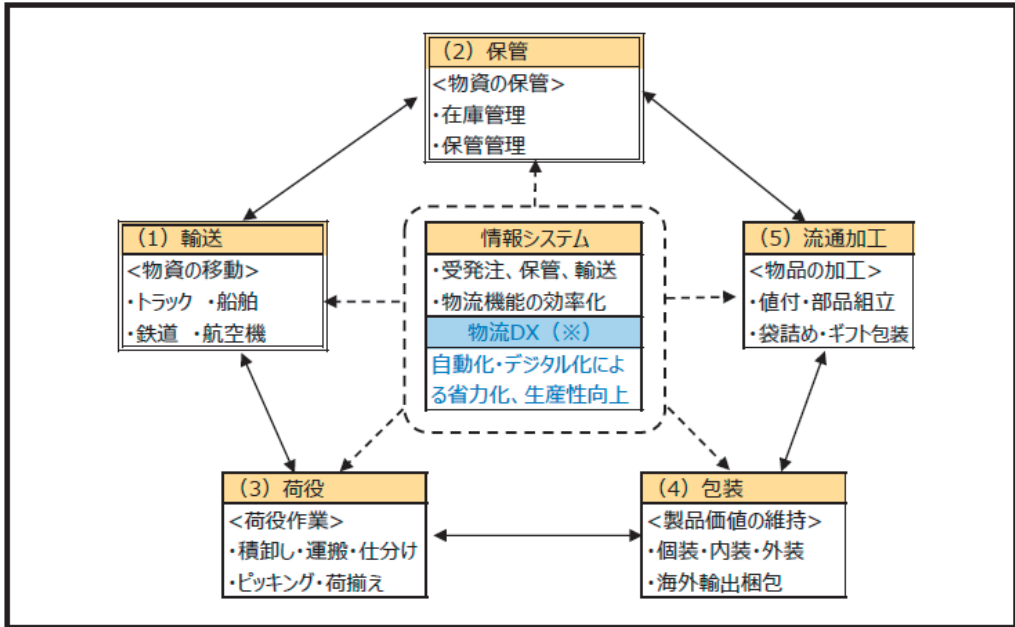 (2) 保管
<物資の保管>
・在庫管理
・保管管理
(1) 輸送
<物資の移動>
・トラック ・船舶
・鉄道 ・航空機
情報システム
・受発注、保管、輸送
・物流機能の効率化
物流DX(※)
自動化・デジタル化によ
る省力化、生産性向上
(5) 流通加工
<物品の加工>
・値付・部品組立
・袋詰め・ギフト包装
(3) 荷役
<荷役作業>
・積卸し・運搬・仕分け
・ピッキング・荷揃え
(4) 包装
<製品価値の維持>
・個装・内装・外装
・海外輸出梱包